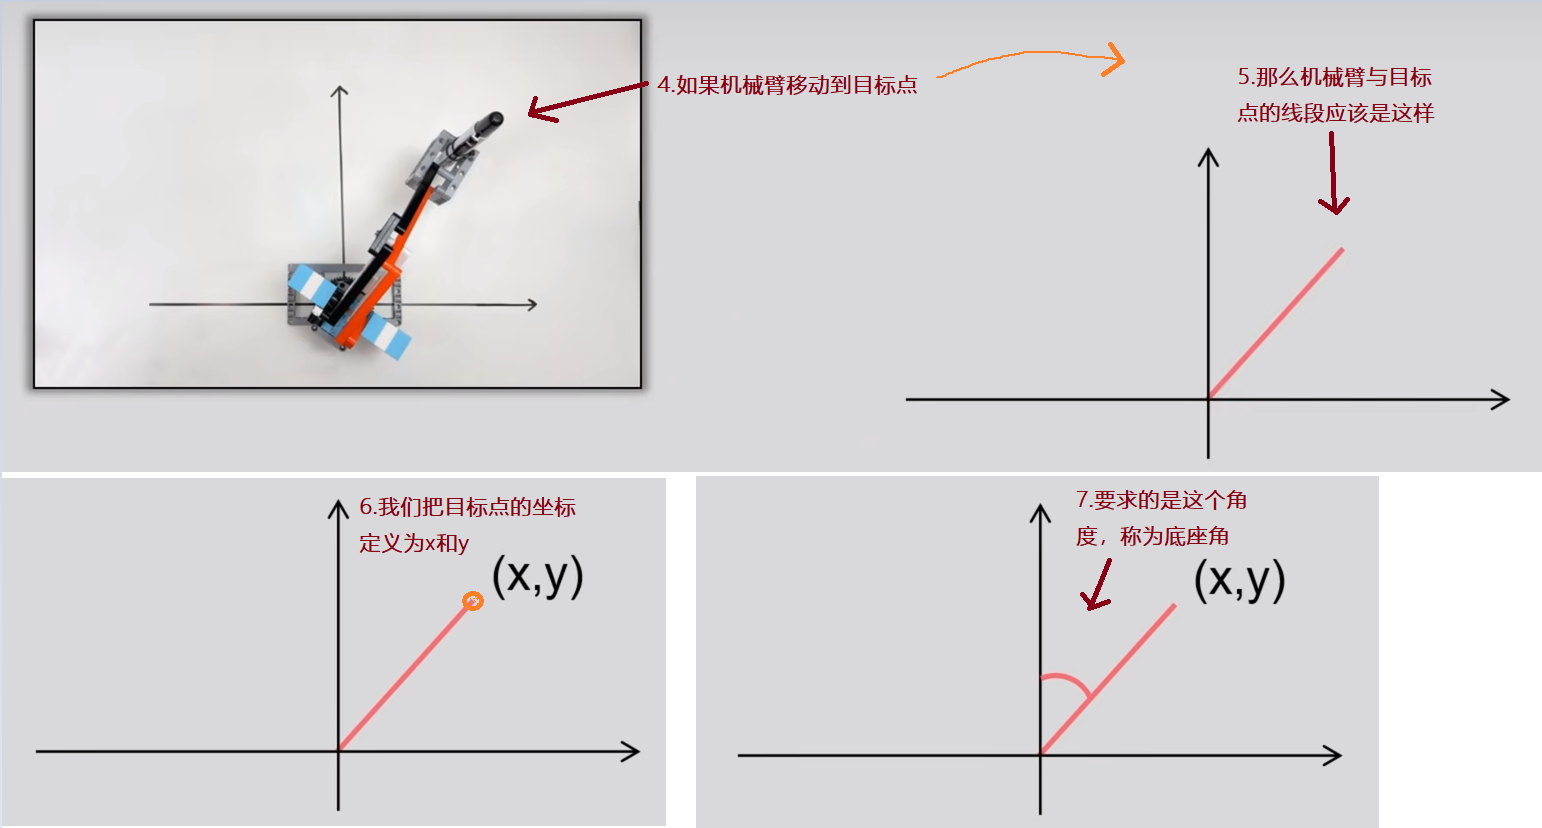 4.如果机械臂移动到目标点
5.那么机械臂与目标
点的线段应该是这样
6.我们把目标点的坐标
定义为x和y
(x,y)
7.要求的是这个角
度，称为底座角
(x,y)